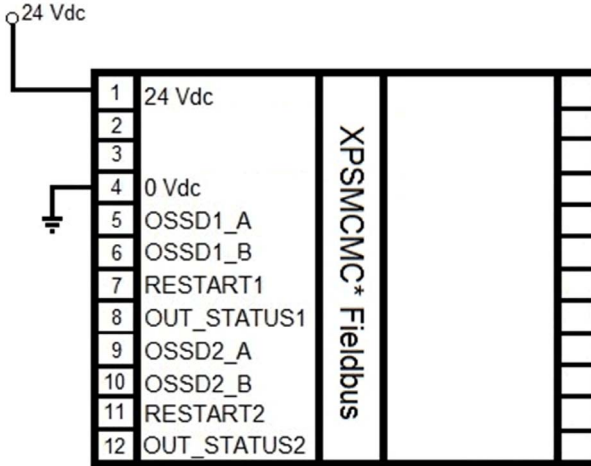 24 Vdc
1 24 Vdc
2
3
4 0 Vdc
5 OSSD1_A
6 OSSD1_B
7 RESTART1
8 OUT_STATUS1
9 OSSD2_A
10 OSSD2_B
11 RESTART2
12 OUT_STATUS2
XPSMCMC* Fieldbus